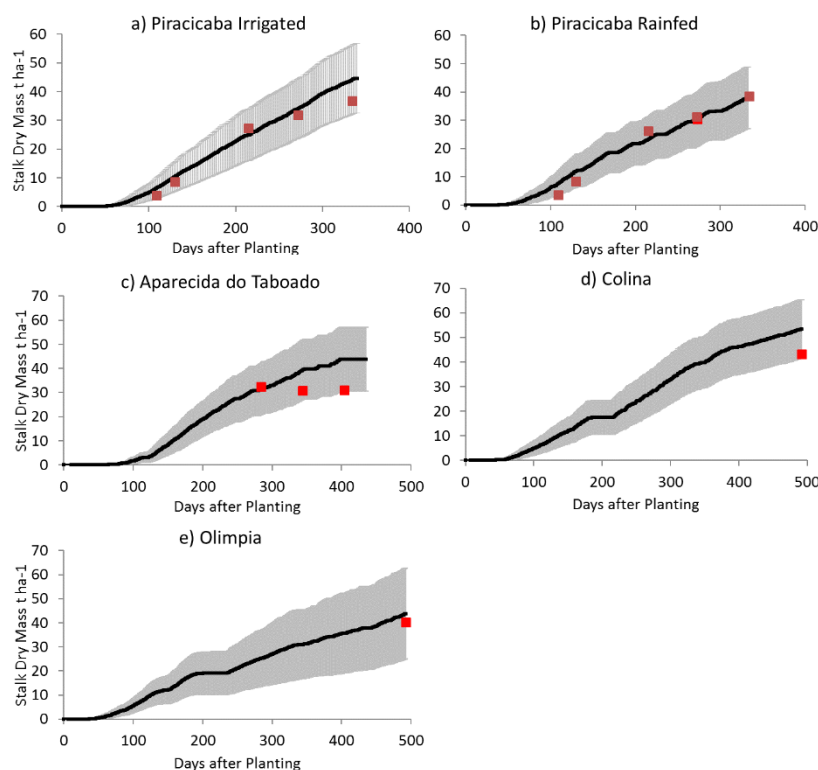 a) Piracicaba Irrigated
Stalk Dry Mass t ha-1
60
50
40
30
20
10
0
0 100 200 300 400
Days after Planting
b) Piracicaba Rainfed
60
50
40
30
20
10
0
0 100 200 300 400
Days after Planting
c) Aparecida do Taboado
Stalk Dry Mass t ha-1
70
60
50
40
30
20
10
0
0 100 200 300 400 500
Days after Planting
d) Colina
70
60
50
40
30
20
10
0
0 100 200 300 400 500
Days after Planting
e) Olimpia
Stalk Dry Mass t ha-1
70
60
50
40
30
20
10
0
0 100 200 300 400 500
Days after Planting